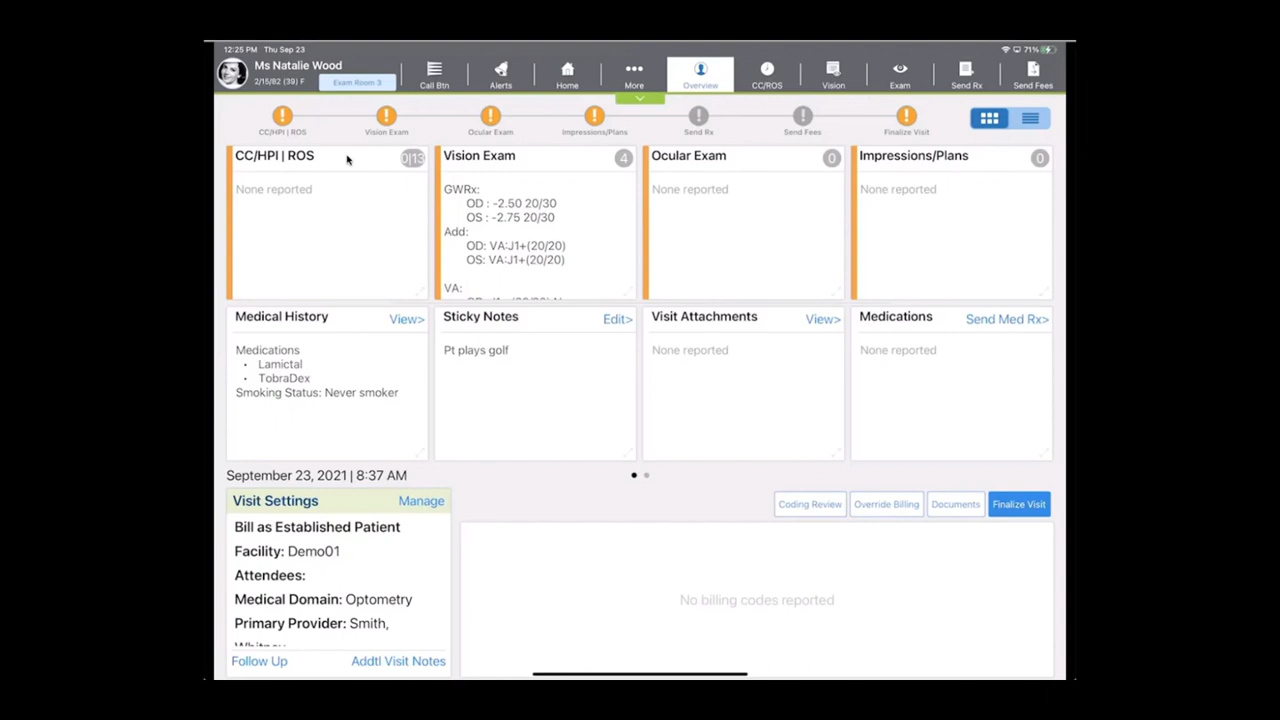 12:25 PM Thu Sep 23
71%
Ms Natalie Wood
2/15/82 (39) F
Exam Room 3
Call Btn
Alerts
Home
More
Overview
CC/ROS
Vision
Exam
Send Rx
Send Fees
CC/HPI | ROS
Vision Exam
Ocular Exam
Impressions/Plans
Send Rx
Send Fees
Finalize Visit
CC/HPI | ROS
0|13
None reported
Vision Exam
4
GWRx:
OD : -2.50 20/30
OS : -2.75 20/30
Add:
OD: VA:J1+(20/20)
OS: VA:J1+(20/20)
VA:
Ocular Exam
0
None reported
Impressions/Plans
0
None reported
Medical History
View>
Medications
• Lamictal
• TobraDex
Smoking Status: Never smoker
Sticky Notes
Edit>
Pt plays golf
Visit Attachments
View>
None reported
Medications
Send Med Rx>
None reported
September 23, 2021 | 8:37 AM
Visit Settings
Manage
Bill as Established Patient
Facility: Demo01
Attendees:
Medical Domain: Optometry
Primary Provider: Smith,
Whitney
Follow Up
Addtl Visit Notes
Coding Review
Override Billing
Documents
Finalize Visit
No billing codes reported